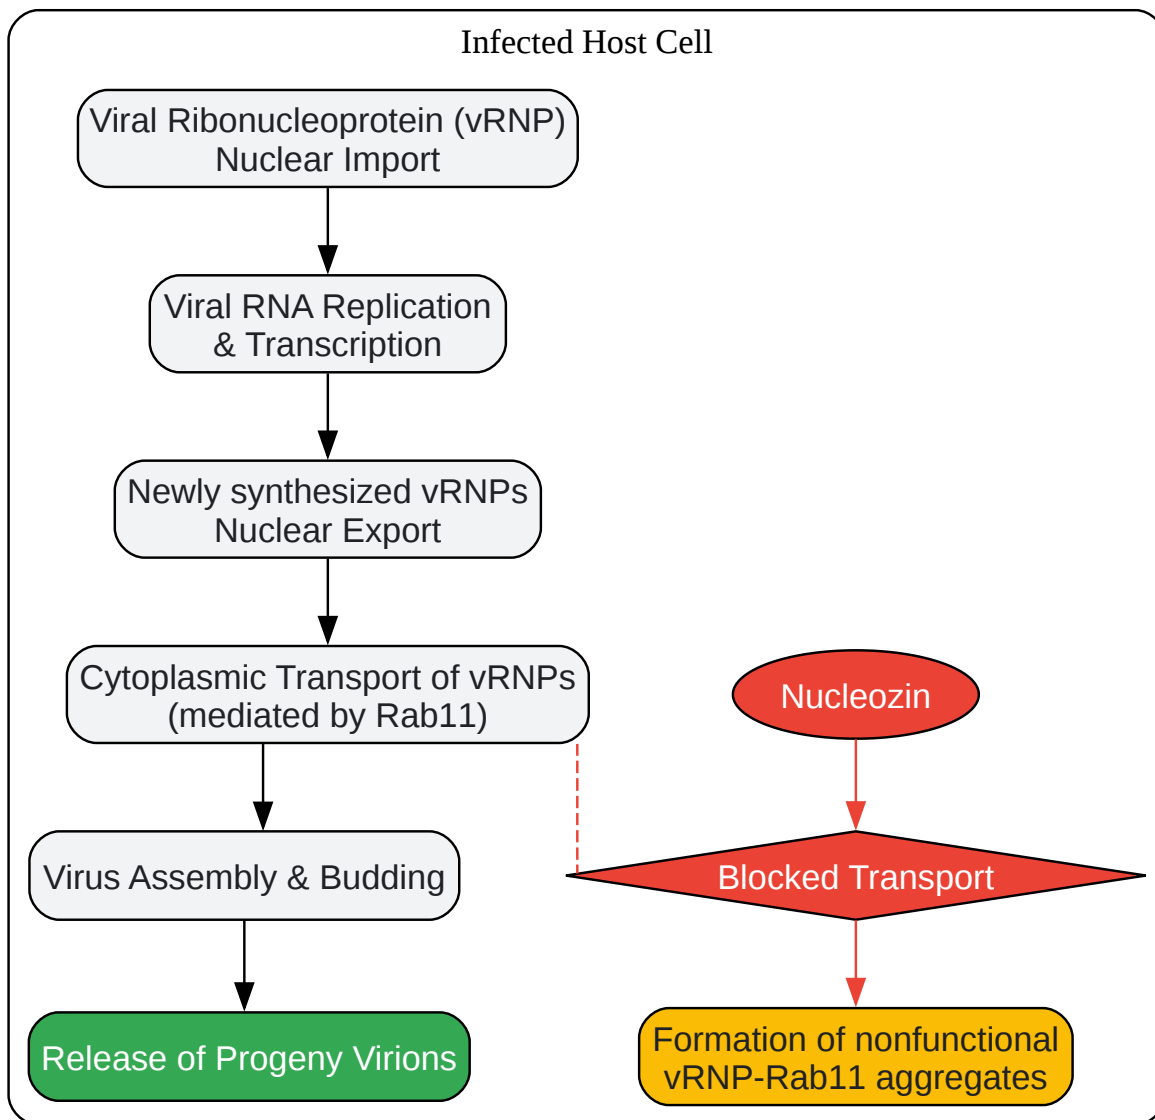 Infected Host Cell
Viral Ribonucleoprotein (vRNP)
Nuclear Import
Viral RNA Replication
& Transcription
Newly synthesized vRNPs
Nuclear Export
Cytoplasmic Transport of vRNPs
(mediated by Rab11)
Nucleozin
Virus Assembly & Budding
Blocked Transport
Release of Progeny Virions
Formation of nonfunctional
vRNP-Rab11 aggregates